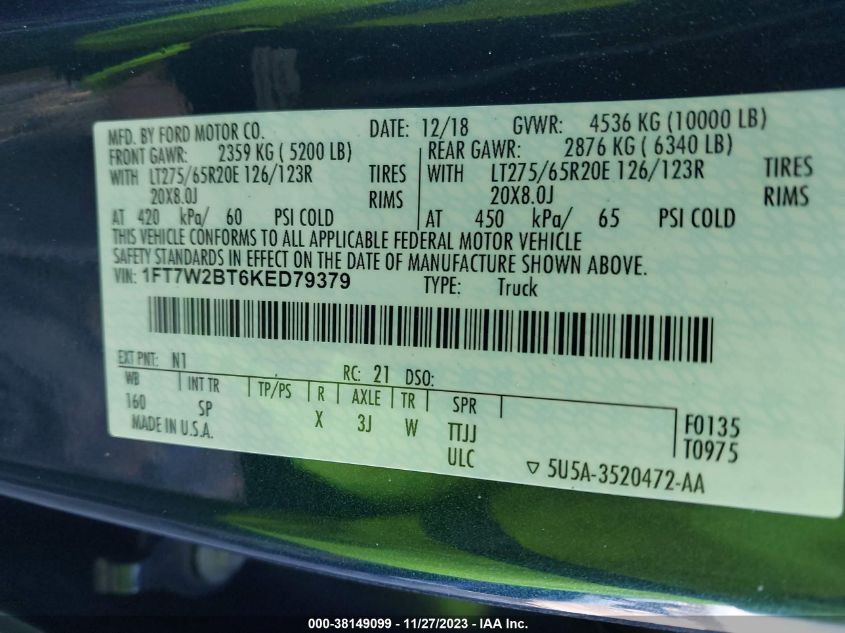 MFD. BY FORD MOTOR CO. DATE: 12/18 GVWR: 4536 KG (10000 LB)
FRONT GAWR: 2359 KG ( 5200 LB) REAR GAWR: 2876 KG ( 6340 LB)
WITH LT275/65R20E 126/123R TIRES WITH LT275/65R20E 126/123R TIRES
20X8.0J RIMS 20X8.0J RIMS
AT 420 kPa/ 60 PSI COLD AT 450 kPa/ 65 PSI COLD
THIS VEHICLE CONFORMS TO ALL APPLICABLE FEDERAL MOTOR VEHICLE
SAFETY STANDARDS IN EFFECT ON THE DATE OF MANUFACTURE SHOWN ABOVE.
VIN: 1FT7W2BT6KED79379 TYPE: Truck
EXT PNT: N1 RC: 21 DSO:
WB INT TR TP/PS R AXLE TR SPR
160 SP X 3J W TTJJ F0135
MADE IN U.S.A. ULC T0975
5U5A-3520472-AA
000-38149099 — 11/27/2023 — IAA Inc.